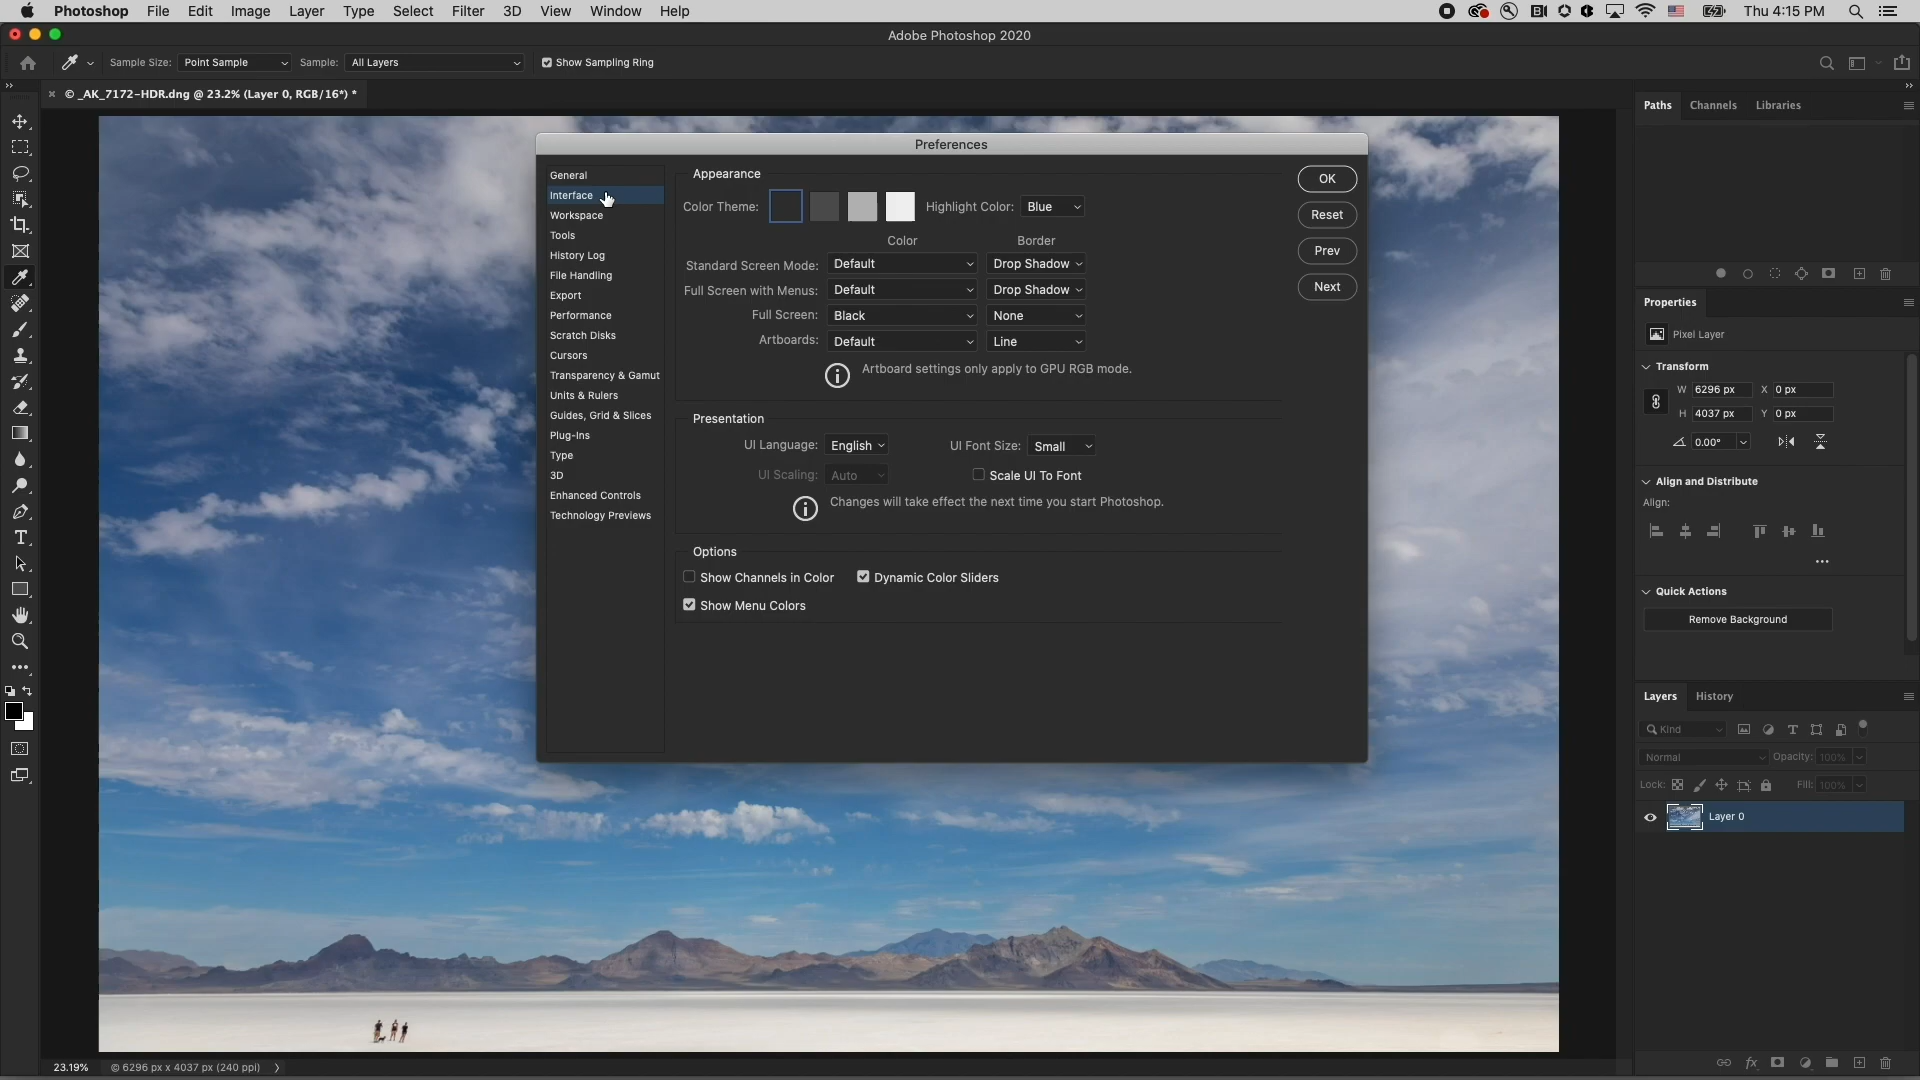 Photoshop File Edit Image Layer Type Select Filter 3D View Window Help Thu 4:15 PM
Adobe Photoshop 2020
Sample Size: Point Sample Sample: All Layers Show Sampling Ring
© _AK_7172-HDR.dng @ 23.2% (Layer 0, RGB/16*) *
Preferences
General
Interface
Workspace
Tools
History Log
File Handling
Export
Performance
Scratch Disks
Cursors
Transparency & Gamut
Units & Rulers
Guides, Grid & Slices
Plug-Ins
Type
3D
Enhanced Controls
Technology Previews
Appearance
Color Theme: Highlight Color: Blue
Color Border
Standard Screen Mode: Default Drop Shadow
Full Screen with Menus: Default Drop Shadow
Full Screen: Black None
Artboards: Default Line
Artboard settings only apply to GPU RGB mode.
Presentation
UI Language: English UI Font Size: Small
UI Scaling: Auto Scale UI To Font
Changes will take effect the next time you start Photoshop.
Options
Show Channels in Color Dynamic Color Sliders
Show Menu Colors
OK
Reset
Prev
Next
Paths Channels Libraries
Properties
Pixel Layer
Transform
W 6296 px X 0 px
H 4037 px Y 0 px
0.00°
Align and Distribute
Align:
Quick Actions
Remove Background
Layers History
Kind
Normal Opacity: 100%
Lock: Fill: 100%
Layer 0
23.19% © 6296 px x 4037 px (240 ppi)